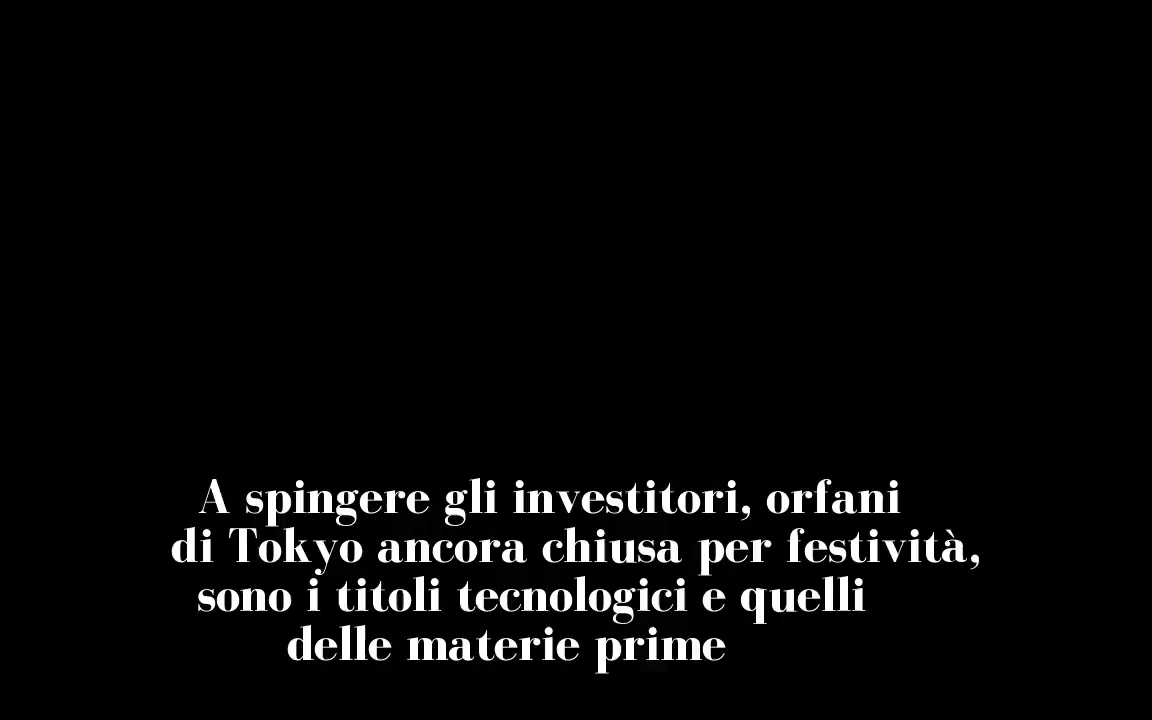 A spingere gli investitori, orfani
di Tokyo ancora chiusa per festività,
sono i titoli tecnologici e quelli
delle materie prime